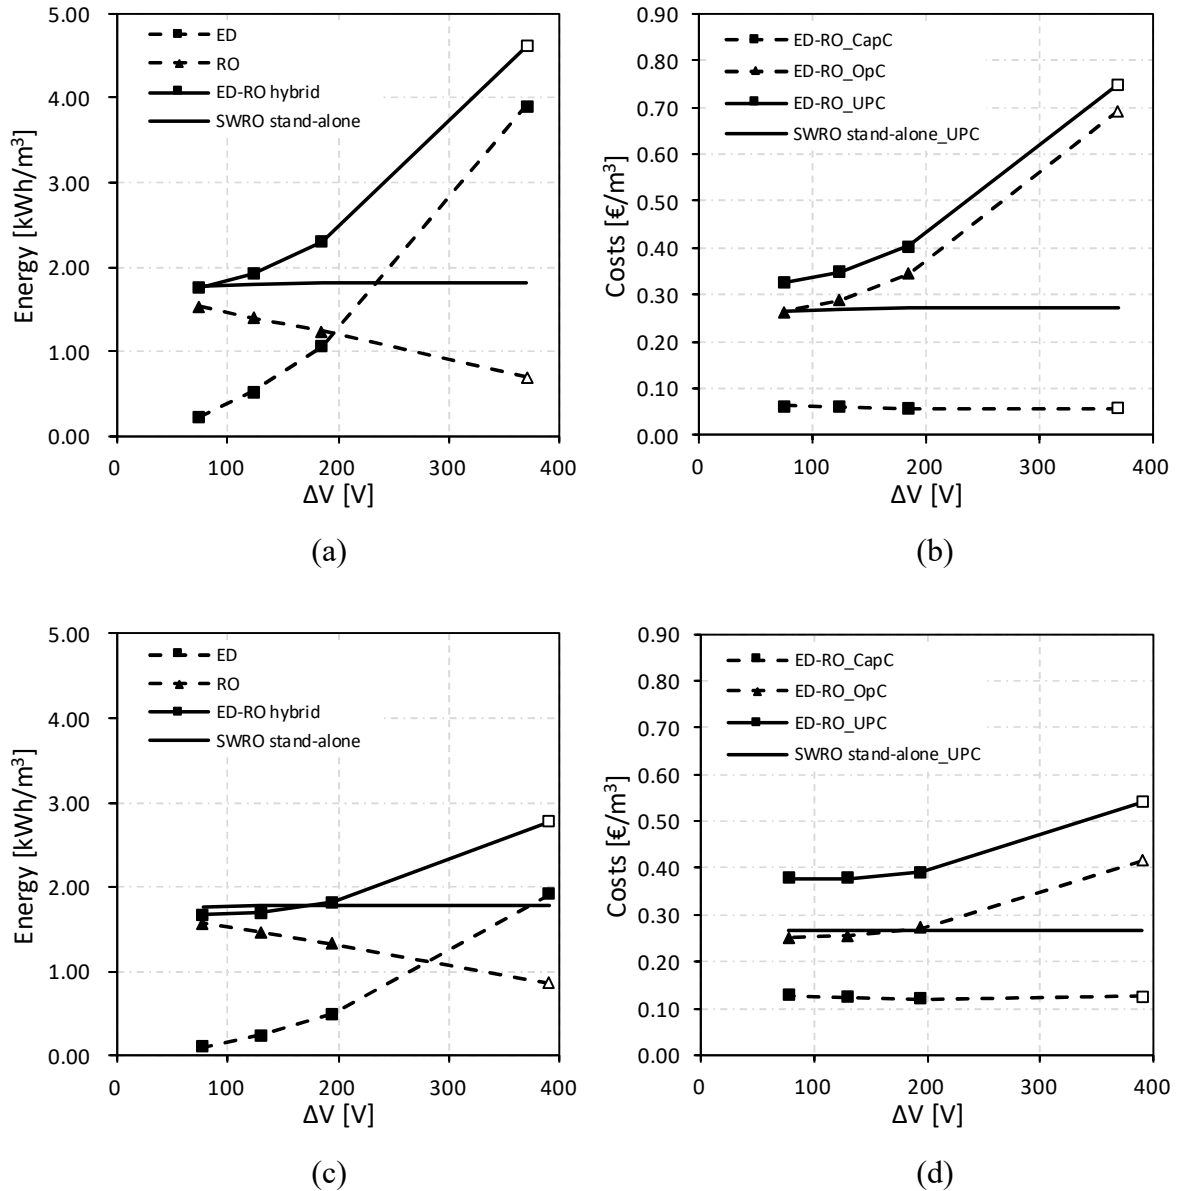 5.00
4.00
3.00
2.00
1.00
0.00
Energy [kWh/m³]
ED
RO
ED-RO hybrid
SWRO stand-alone
0 100 200 300 400
ΔV [V]
(a)
0.90
0.80
0.70
0.60
0.50
0.40
0.30
0.20
0.10
0.00
Costs [€/m³]
ED-RO_CapC
ED-RO_OpC
ED-RO_UPC
SWRO stand-alone_UPC
0 100 200 300 400
ΔV [V]
(b)
5.00
4.00
3.00
2.00
1.00
0.00
Energy [kWh/m³]
ED
RO
ED-RO hybrid
SWRO stand-alone
0 100 200 300 400
ΔV [V]
(c)
0.90
0.80
0.70
0.60
0.50
0.40
0.30
0.20
0.10
0.00
Costs [€/m³]
ED-RO_CapC
ED-RO_OpC
ED-RO_UPC
SWRO stand-alone_UPC
0 100 200 300 400
ΔV [V]
(d)